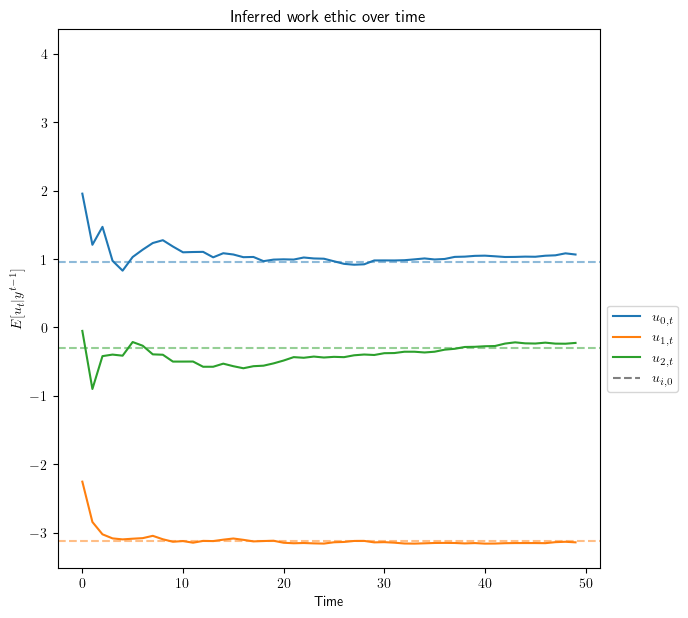 Inferred work ethic over time
E[u_t|y^{t−1}]
4
3
2
1
0
−1
−2
−3
0 10 20 30 40 50
Time
u_{0,t}
u_{1,t}
u_{2,t}
u_{i,0}